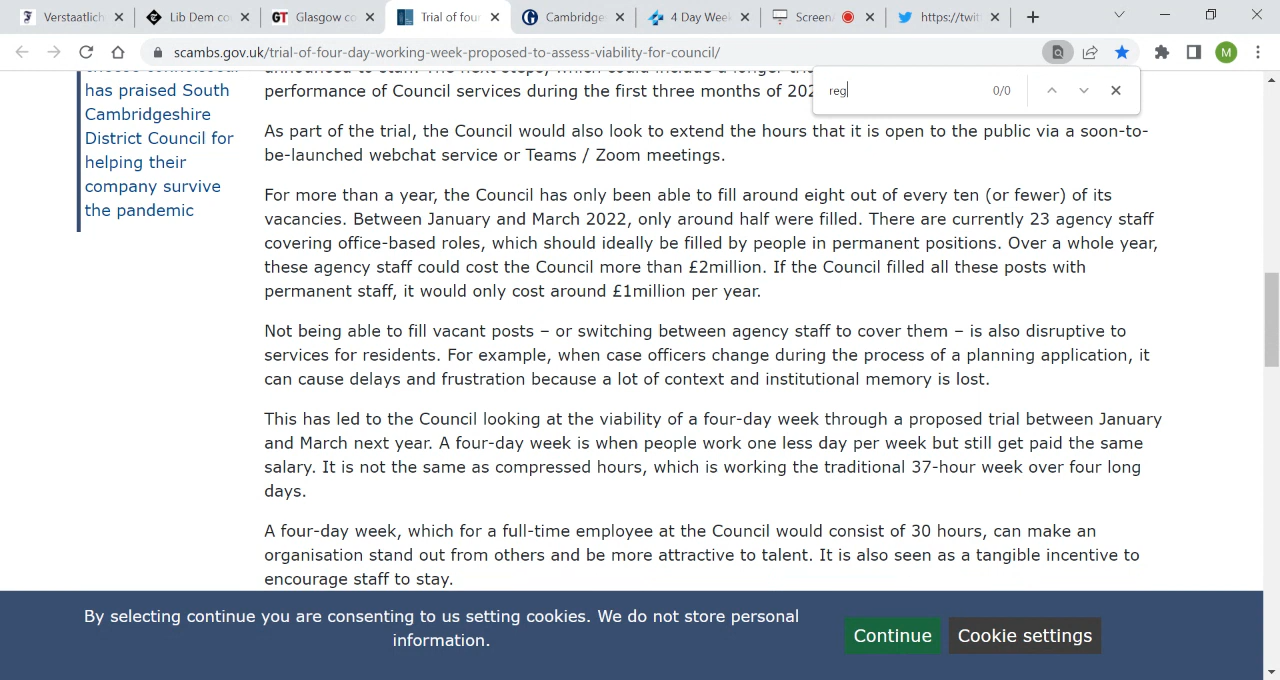 Verstaatlich
Lib Dem co
GT Glasgow co
Trial of four
Cambridge
4 Day Week
Screen
https://twit
scambs.gov.uk/trial-of-four-day-working-week-proposed-to-assess-viability-for-council/
M
reg
0/0
has praised South
Cambridgeshire
District Council for
helping their
company survive
the pandemic
announced to staff. The next steps, which could include a longer
performance of Council services during the first three months of 202
As part of the trial, the Council would also look to extend the hours that it is open to the public via a soon-to-
be-launched webchat service or Teams / Zoom meetings.
For more than a year, the Council has only been able to fill around eight out of every ten (or fewer) of its
vacancies. Between January and March 2022, only around half were filled. There are currently 23 agency staff
covering office-based roles, which should ideally be filled by people in permanent positions. Over a whole year,
these agency staff could cost the Council more than £2million. If the Council filled all these posts with
permanent staff, it would only cost around £1million per year.
Not being able to fill vacant posts – or switching between agency staff to cover them – is also disruptive to
services for residents. For example, when case officers change during the process of a planning application, it
can cause delays and frustration because a lot of context and institutional memory is lost.
This has led to the Council looking at the viability of a four-day week through a proposed trial between January
and March next year. A four-day week is when people work one less day per week but still get paid the same
salary. It is not the same as compressed hours, which is working the traditional 37-hour week over four long
days.
A four-day week, which for a full-time employee at the Council would consist of 30 hours, can make an
organisation stand out from others and be more attractive to talent. It is also seen as a tangible incentive to
encourage staff to stay.
By selecting continue you are consenting to us setting cookies. We do not store personal
information.
Continue
Cookie settings